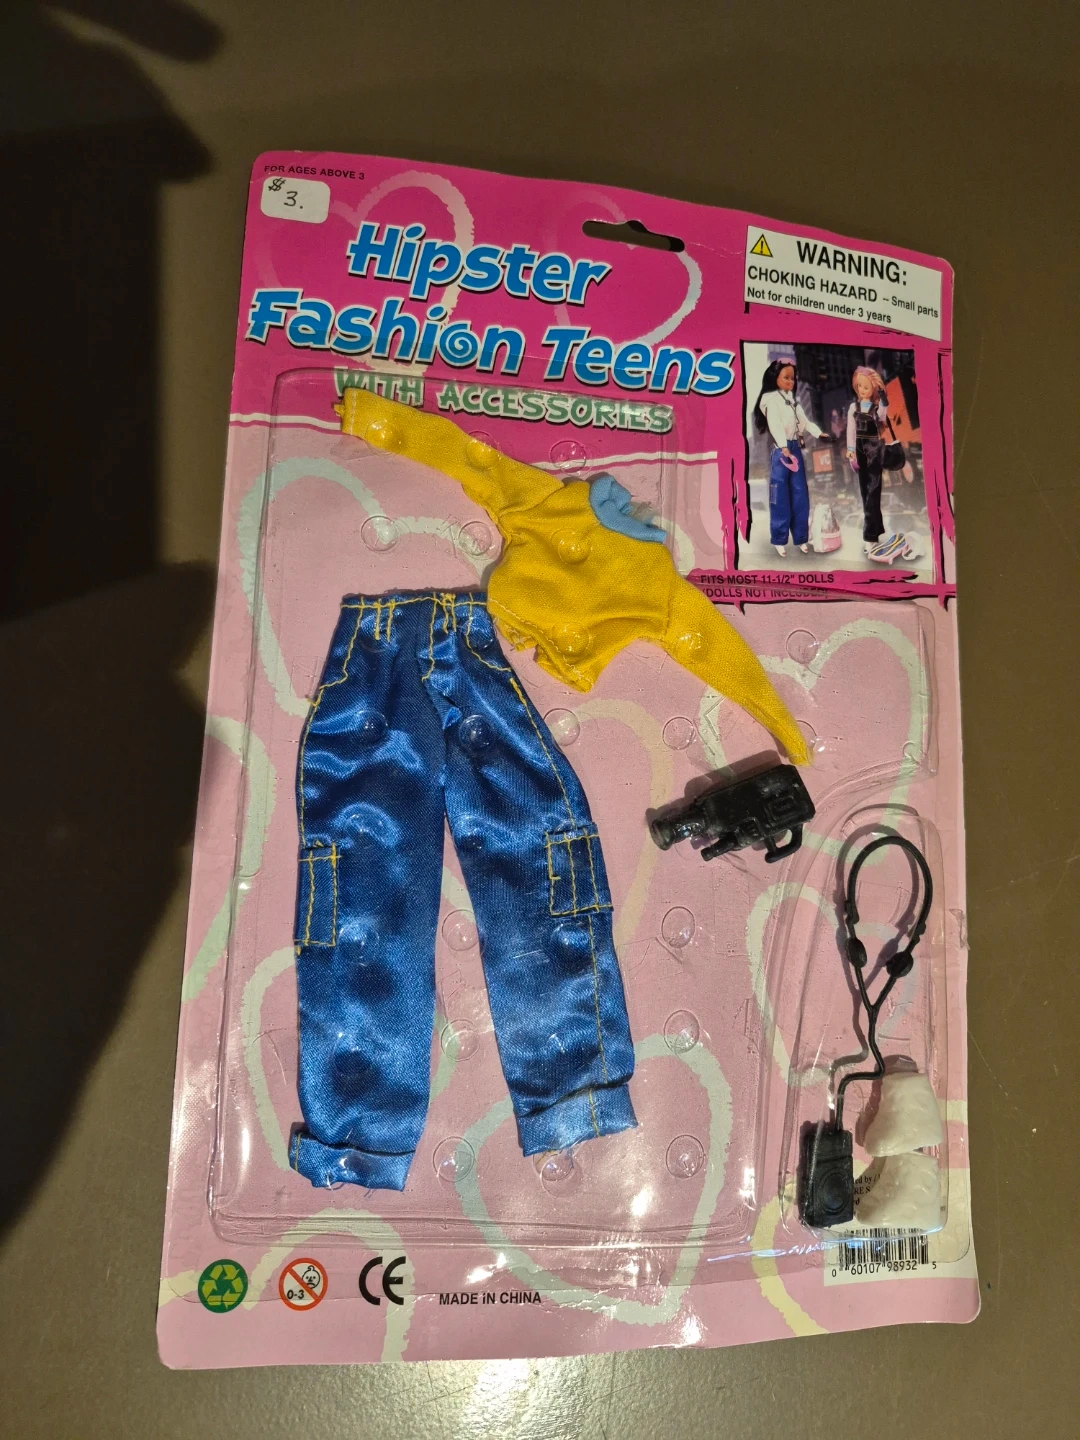 FOR AGES ABOVE 3
$ 3.
Hipster
Fashion Teens
WITH ACCESSORIES
WARNING:
CHOKING HAZARD – Small parts
Not for children under 3 years
FITS MOST 11-1/2" DOLLS
(DOLLS NOT INCLUDED)
0-3
CE
MADE IN CHINA
0 60107 98932 5